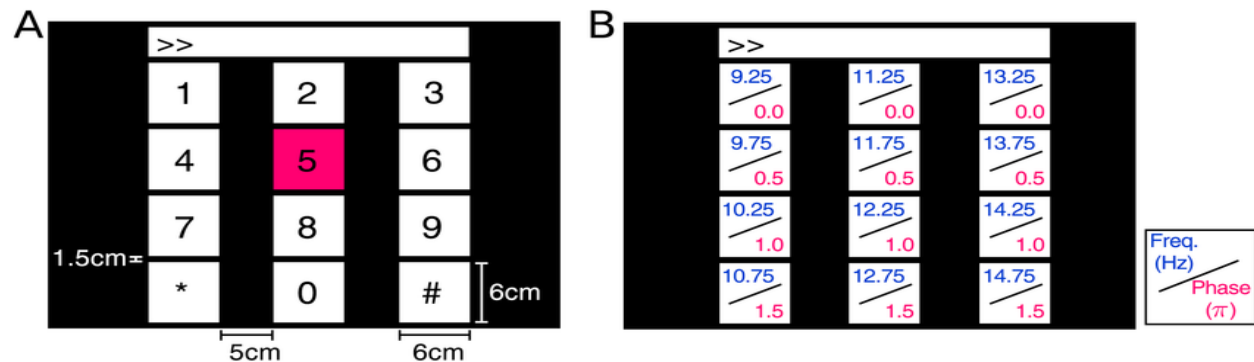 A
>>
1 2 3
4 5 6
7 8 9
1.5cm
* 0 #
6cm
5cm 6cm
B
>>
9.25 11.25 13.25
0.0 0.0 0.0
9.75 11.75 13.75
0.5 0.5 0.5
10.25 12.25 14.25
1.0 1.0 1.0
10.75 12.75 14.75
1.5 1.5 1.5
Freq.
(Hz)
Phase
(π)